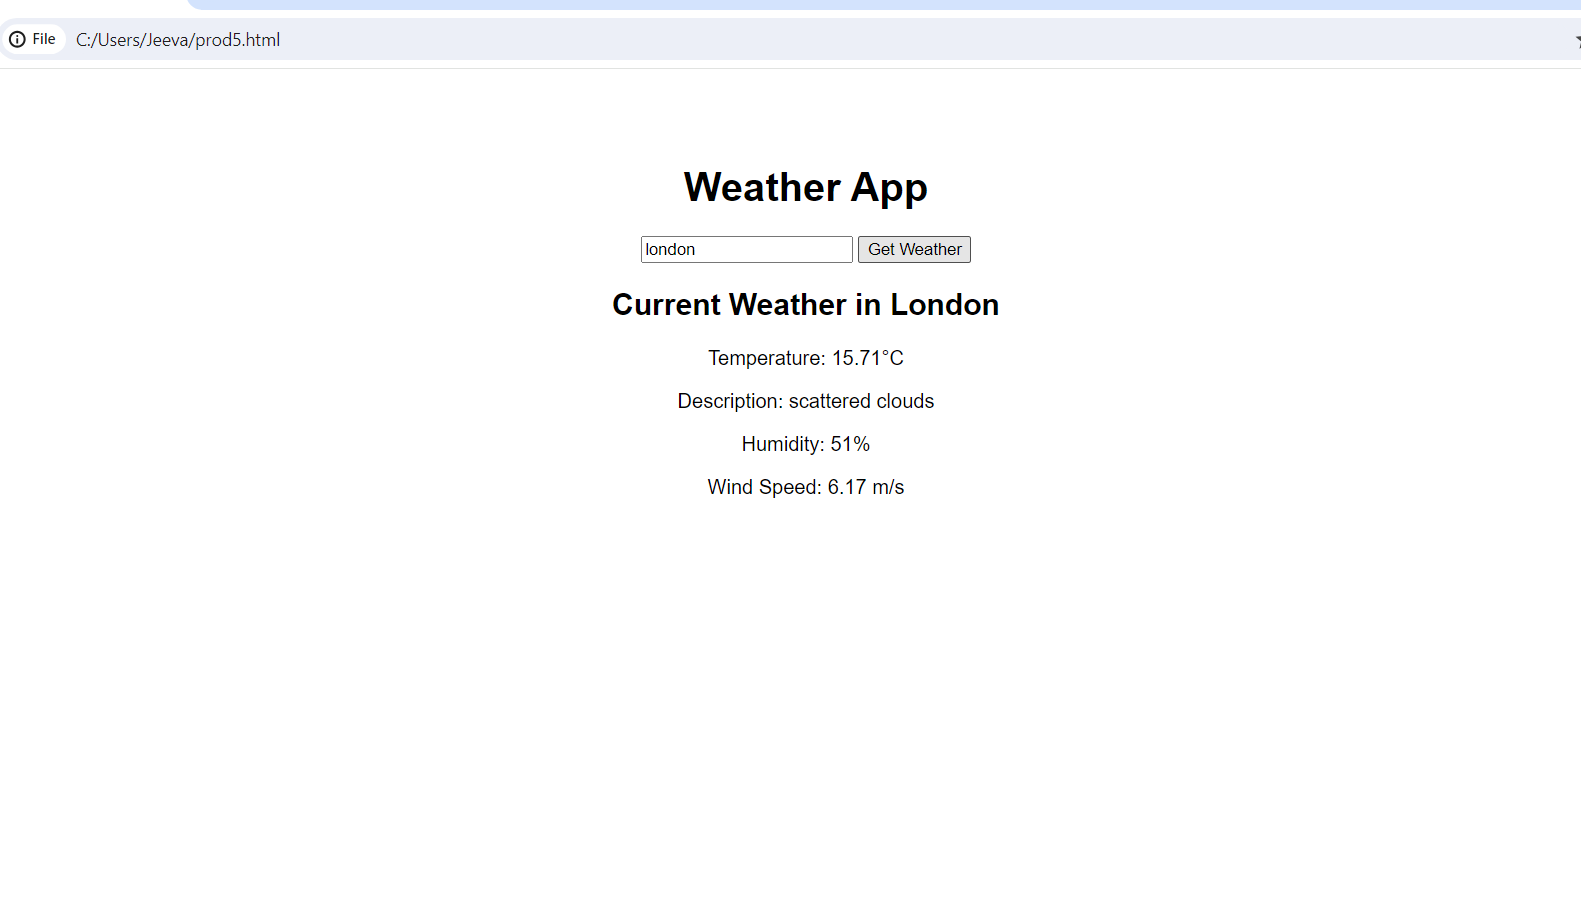 File C:/Users/Jeeva/prod5.html
Weather App
london Get Weather
Current Weather in London
Temperature: 15.71°C
Description: scattered clouds
Humidity: 51%
Wind Speed: 6.17 m/s